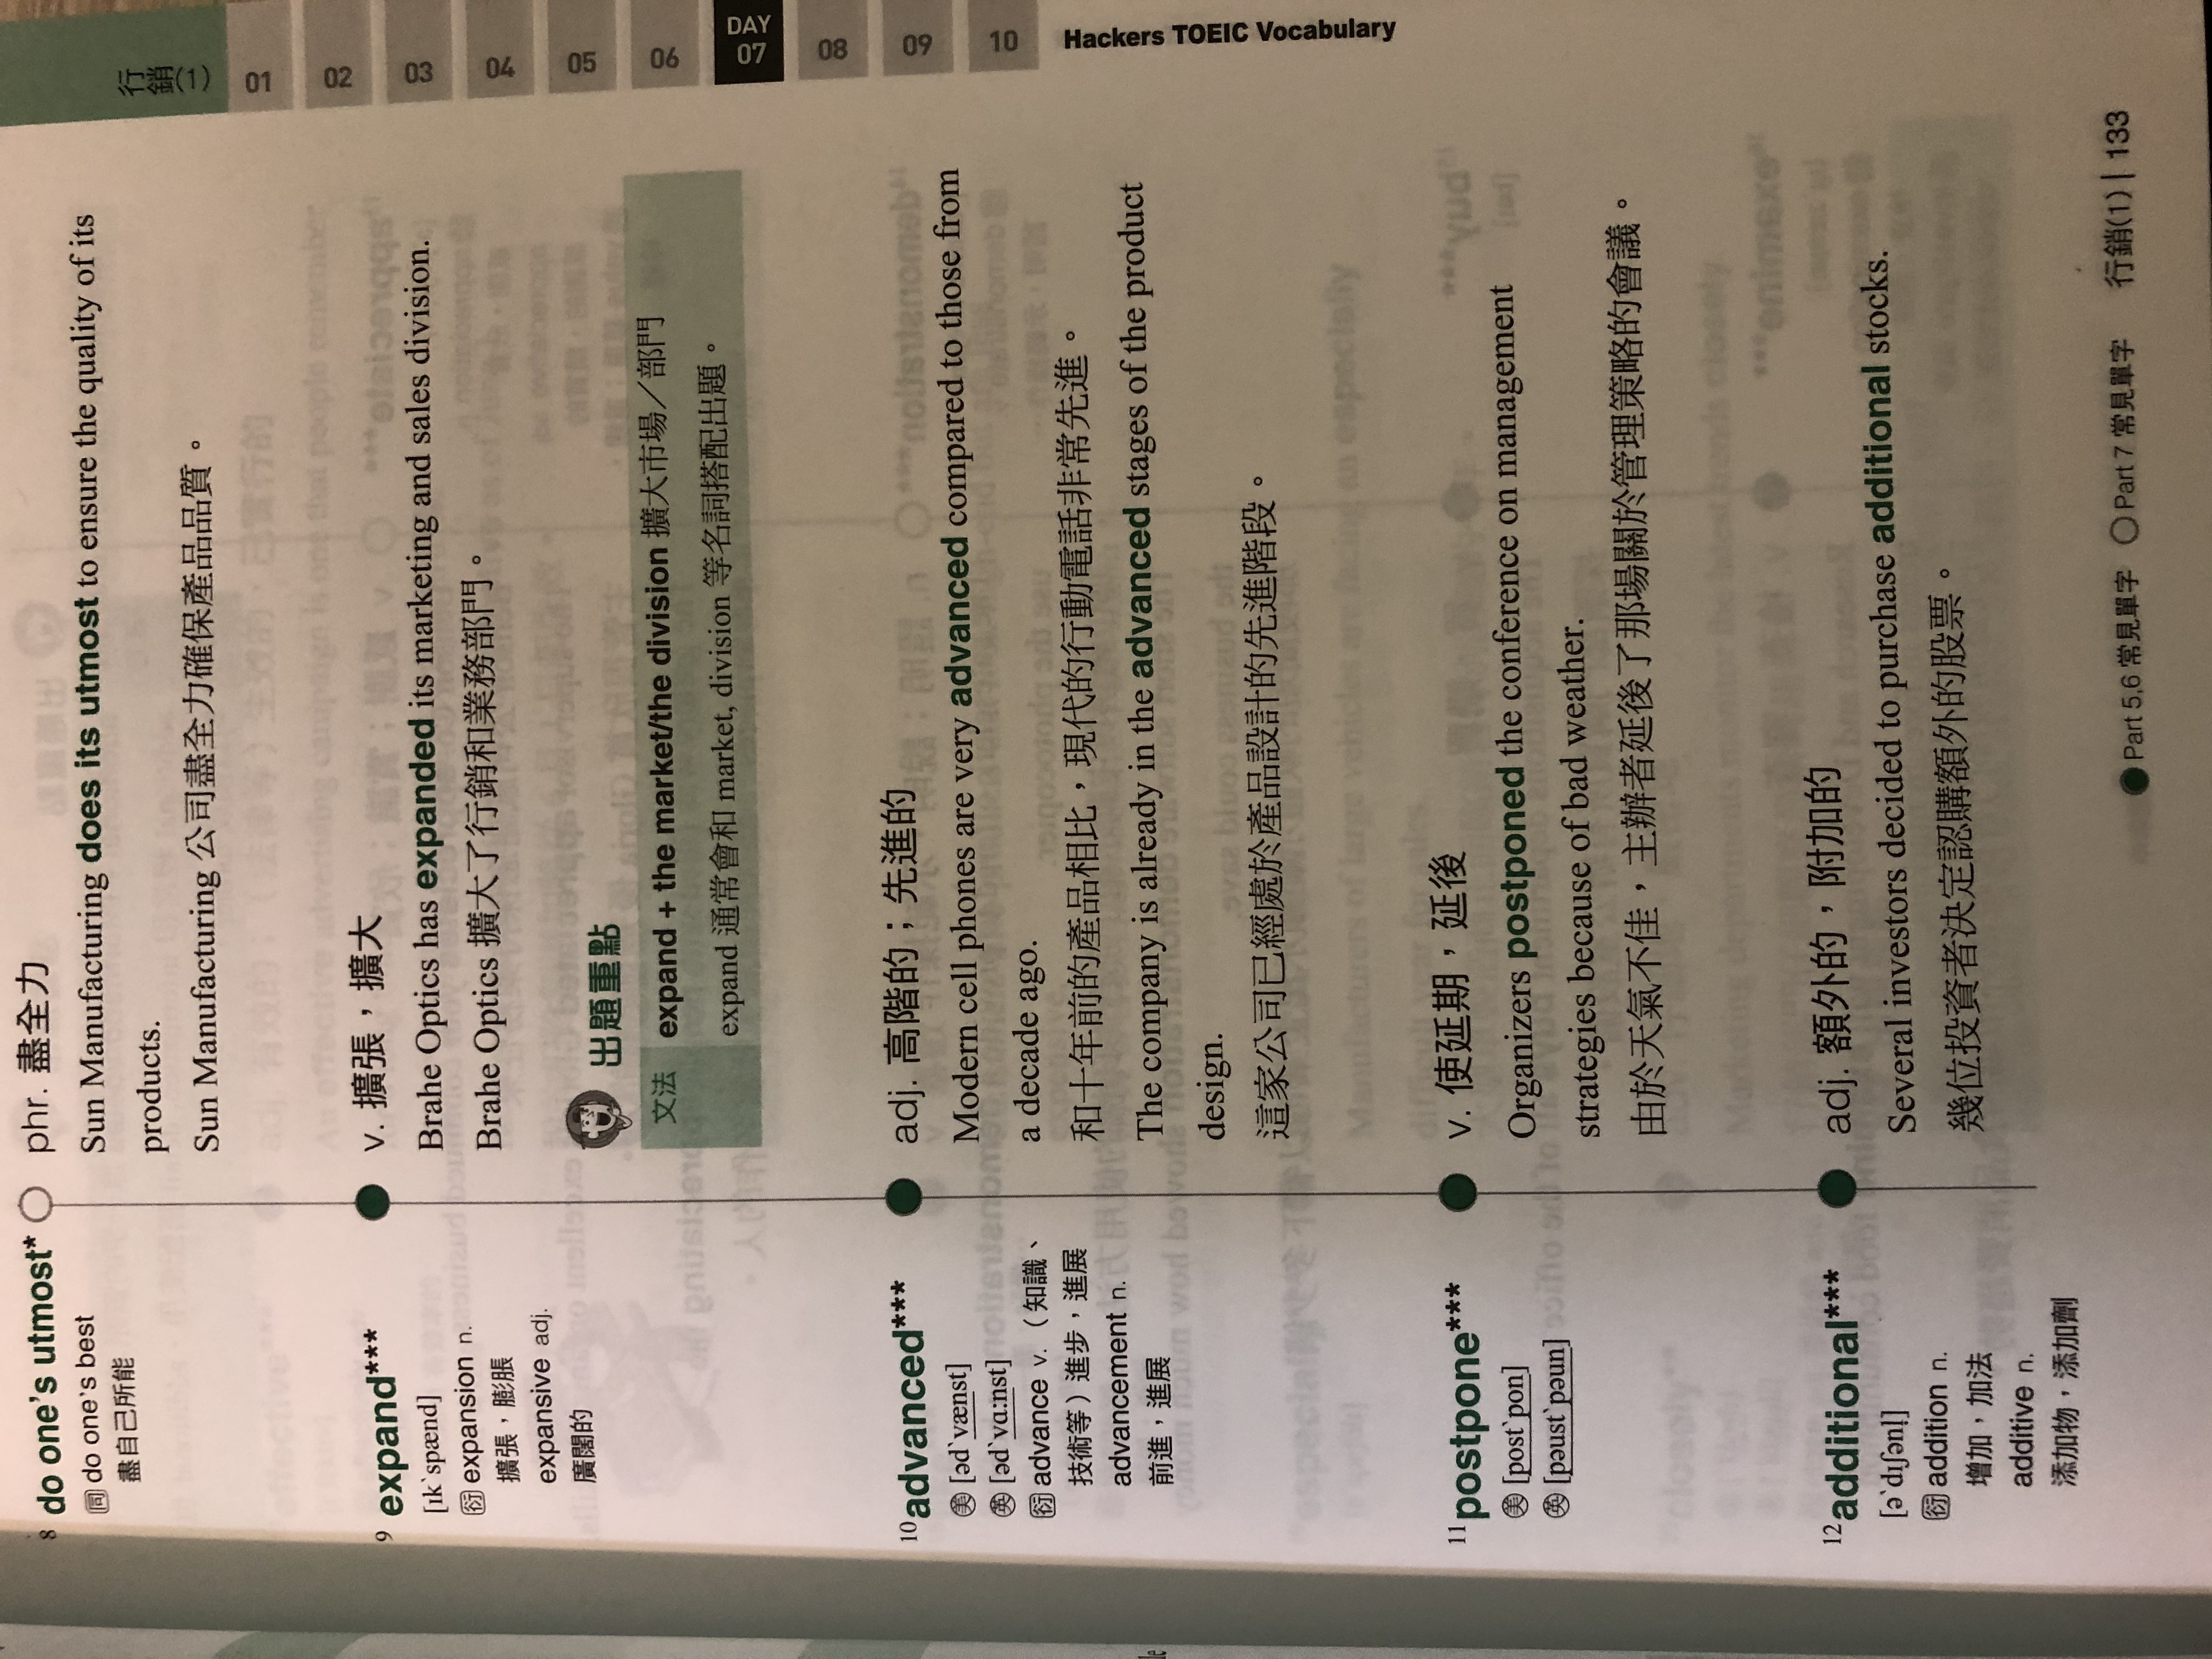 8 do one's utmost*
同 do one's best
盡自己所能
phr. 盡全力
Sun Manufacturing does its utmost to ensure the quality of its
products.
Sun Manufacturing 公司盡全力確保產品品質。
9 expand***
[ɪkˋspænd]
衍 expansion n.
擴張，膨脹
expansive adj.
廣闊的
v. 擴張，擴大
Brahe Optics has expanded its marketing and sales division.
Brahe Optics 擴大了行銷和業務部門。
出題重點
文法 expand + the market/the division 擴大市場／部門
expand 通常會和 market, division 等名詞搭配出題。
10 advanced***
美 [ədˋvænst]
英 [ədˋvɑːnst]
衍 advance v.（知識、
技術等）進步，進展
advancement n.
前進，進展
adj. 高階的；先進的
Modern cell phones are very advanced compared to those from
a decade ago.
和十年前的產品相比，現代的行動電話非常先進。
The company is already in the advanced stages of the product
design.
這家公司已經處於產品設計的先進階段。
11 postpone***
美 [postˋpon]
英 [pəustˋpəun]
v. 使延期，延後
Organizers postponed the conference on management
strategies because of bad weather.
由於天氣不佳，主辦者延後了那場關於管理策略的會議。
12 additional***
[əˋdɪʃənḷ]
衍 addition n.
增加，加法
additive n.
添加物，添加劑
adj. 額外的，附加的
Several investors decided to purchase additional stocks.
幾位投資者決定認購額外的股票。
● Part 5,6 常見單字 ○ Part 7 常見單字 行銷(1) | 133
行銷(1)
01
02
03
04
05
06
DAY
07
08
09
10
Hackers TOEIC Vocabulary